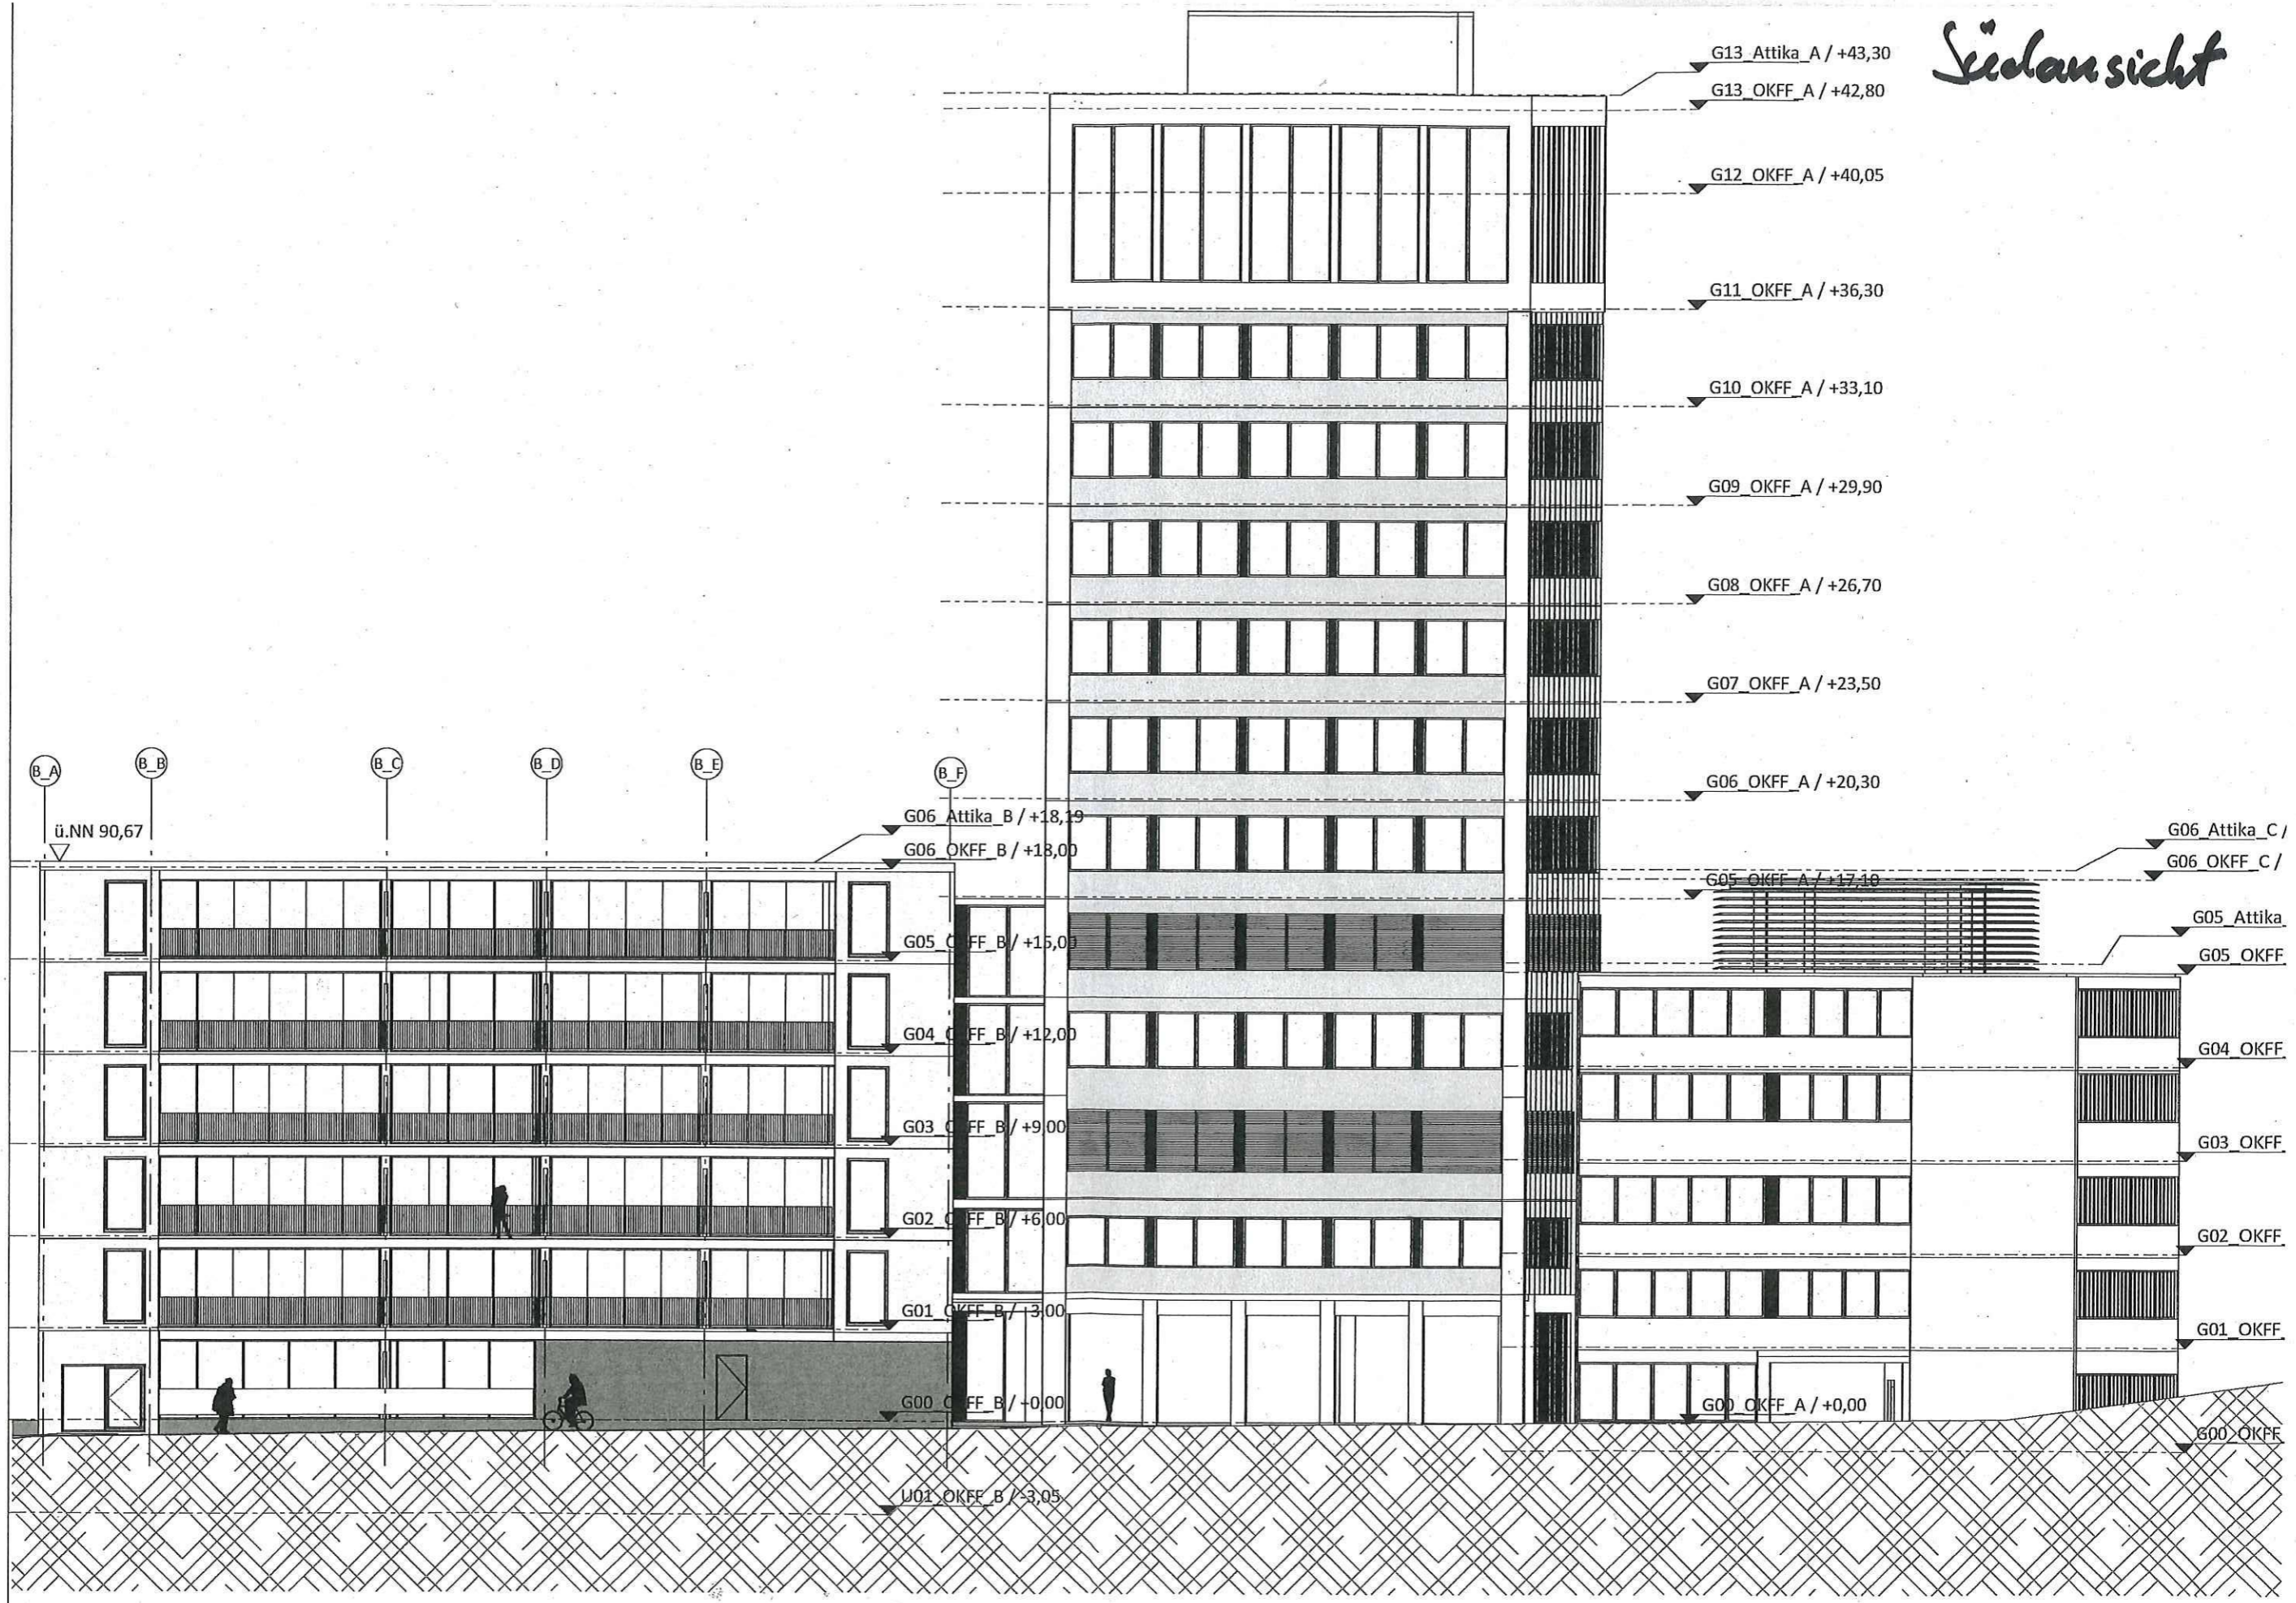 Südansicht
G13_Attika_A / +43,30
G13_OKFF_A / +42,80
G12_OKFF_A / +40,05
G11_OKFF_A / +36,30
G10_OKFF_A / +33,10
G09_OKFF_A / +29,90
G08_OKFF_A / +26,70
G07_OKFF_A / +23,50
G06_OKFF_A / +20,30
G05_OKFF_A / +17,10
G00_OKFF_A / +0,00
B_A
B_B
B_C
B_D
B_E
B_F
ü.NN 90,67
G06_Attika_B / +18,19
G06_OKFF_B / +18,00
G05_OKFF_B / +15,00
G04_OKFF_B / +12,00
G03_OKFF_B / +9,00
G02_OKFF_B / +6,00
G01_OKFF_B / +3,00
G00_OKFF_B / +0,00
U01_OKFF_B / -3,05
G06_Attika_C /
G06_OKFF_C /
G05_Attika
G05_OKFF
G04_OKFF
G03_OKFF
G02_OKFF
G01_OKFF
G00_OKFF